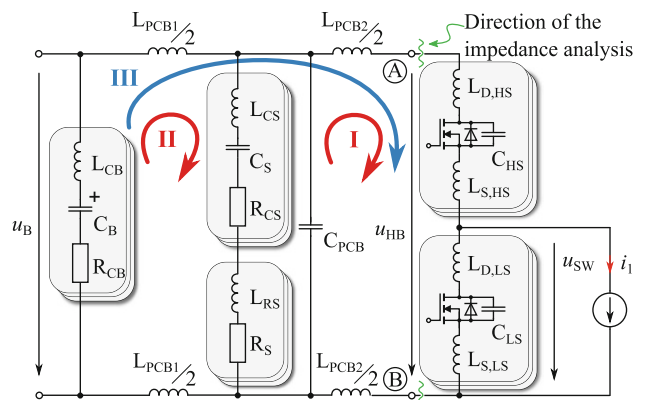 L_PCB1/2
L_PCB2/2
Direction of the
impedance analysis
III
A
L_D,HS
L_CS
II
I
C_HS
L_CB
C_S
L_S,HS
+
C_B
R_CS
u_B
u_HB
C_PCB
R_CB
L_D,LS
u_SW
i_1
L_RS
C_LS
R_S
L_S,LS
L_PCB1/2
L_PCB2/2
B